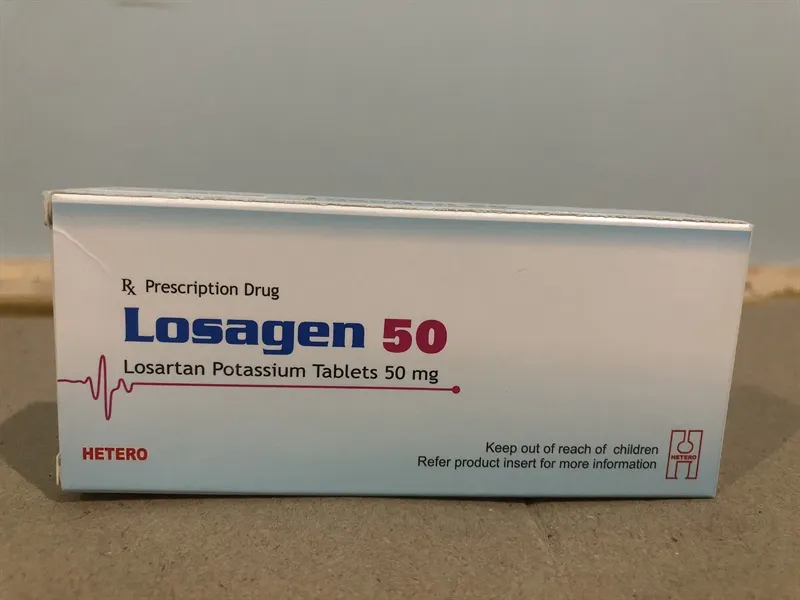 Rx Prescription Drug
Losagen 50
Losartan Potassium Tablets 50 mg
HETERO
Keep out of reach of children
Refer product insert for more information
HETERO